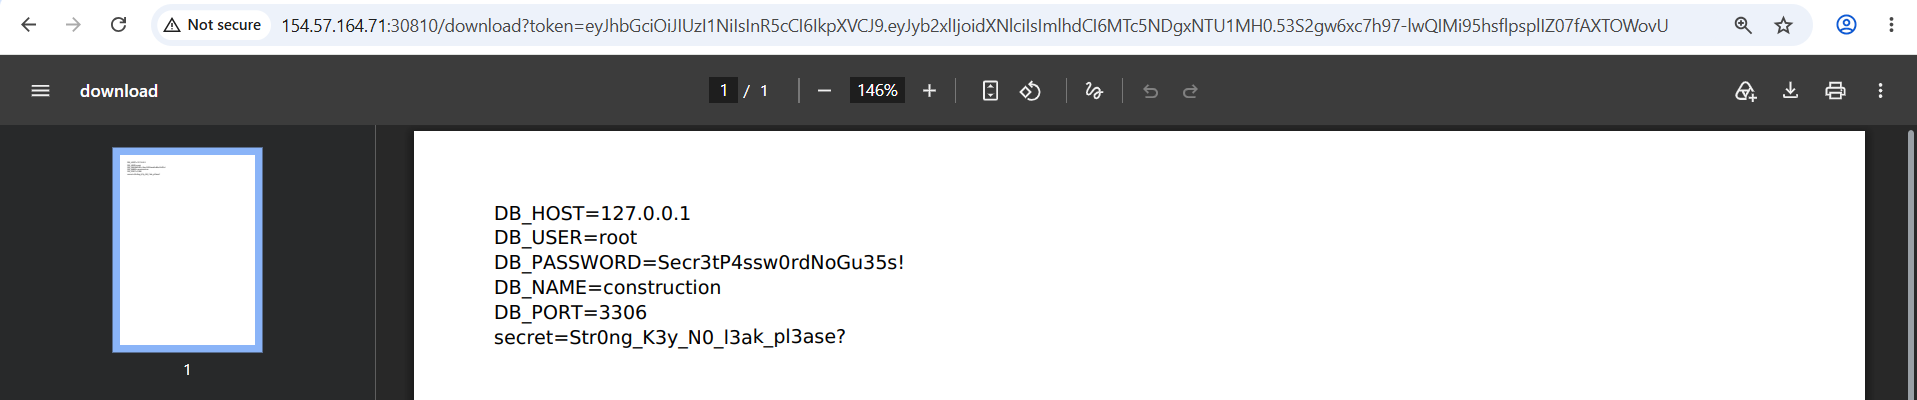 Not secure 154.57.164.71:30810/download?token=eyJhbGciOiJIUzI1NiIsInR5cCI6IkpXVCJ9.eyJyb2xlIjoidXNlciIsImlhdCI6MTc5NDgxNTU1MH0.53S2gw6xc7h97-lwQIMi95hsflpspllZ07fAXTOWovU
download 1 / 1 146%
DB_HOST=127.0.0.1
DB_USER=root
DB_PASSWORD=Secr3tP4ssw0rdNoGu35s!
DB_NAME=construction
DB_PORT=3306
secret=Str0ng_K3y_N0_l3ak_pl3ase?
1